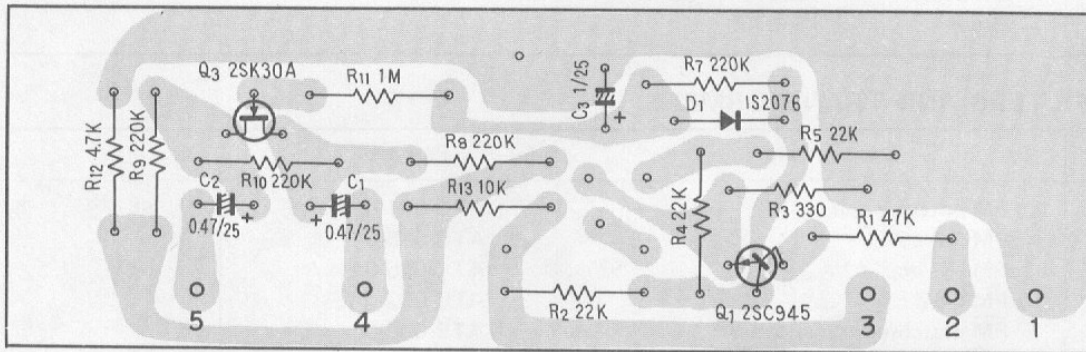 Q3 2SK30A
R11 1M
C3 1/25
+
R7 220K
D1 IS2076
R12 4.7K
R9 220K
R8 220K
R5 22K
R10 220K
C2
C1
R13 10K
R4 22K
R3 330
R1 47K
+
0.47/25
+
0.47/25
R2 22K
Q1 2SC945
5
4
3
2
1